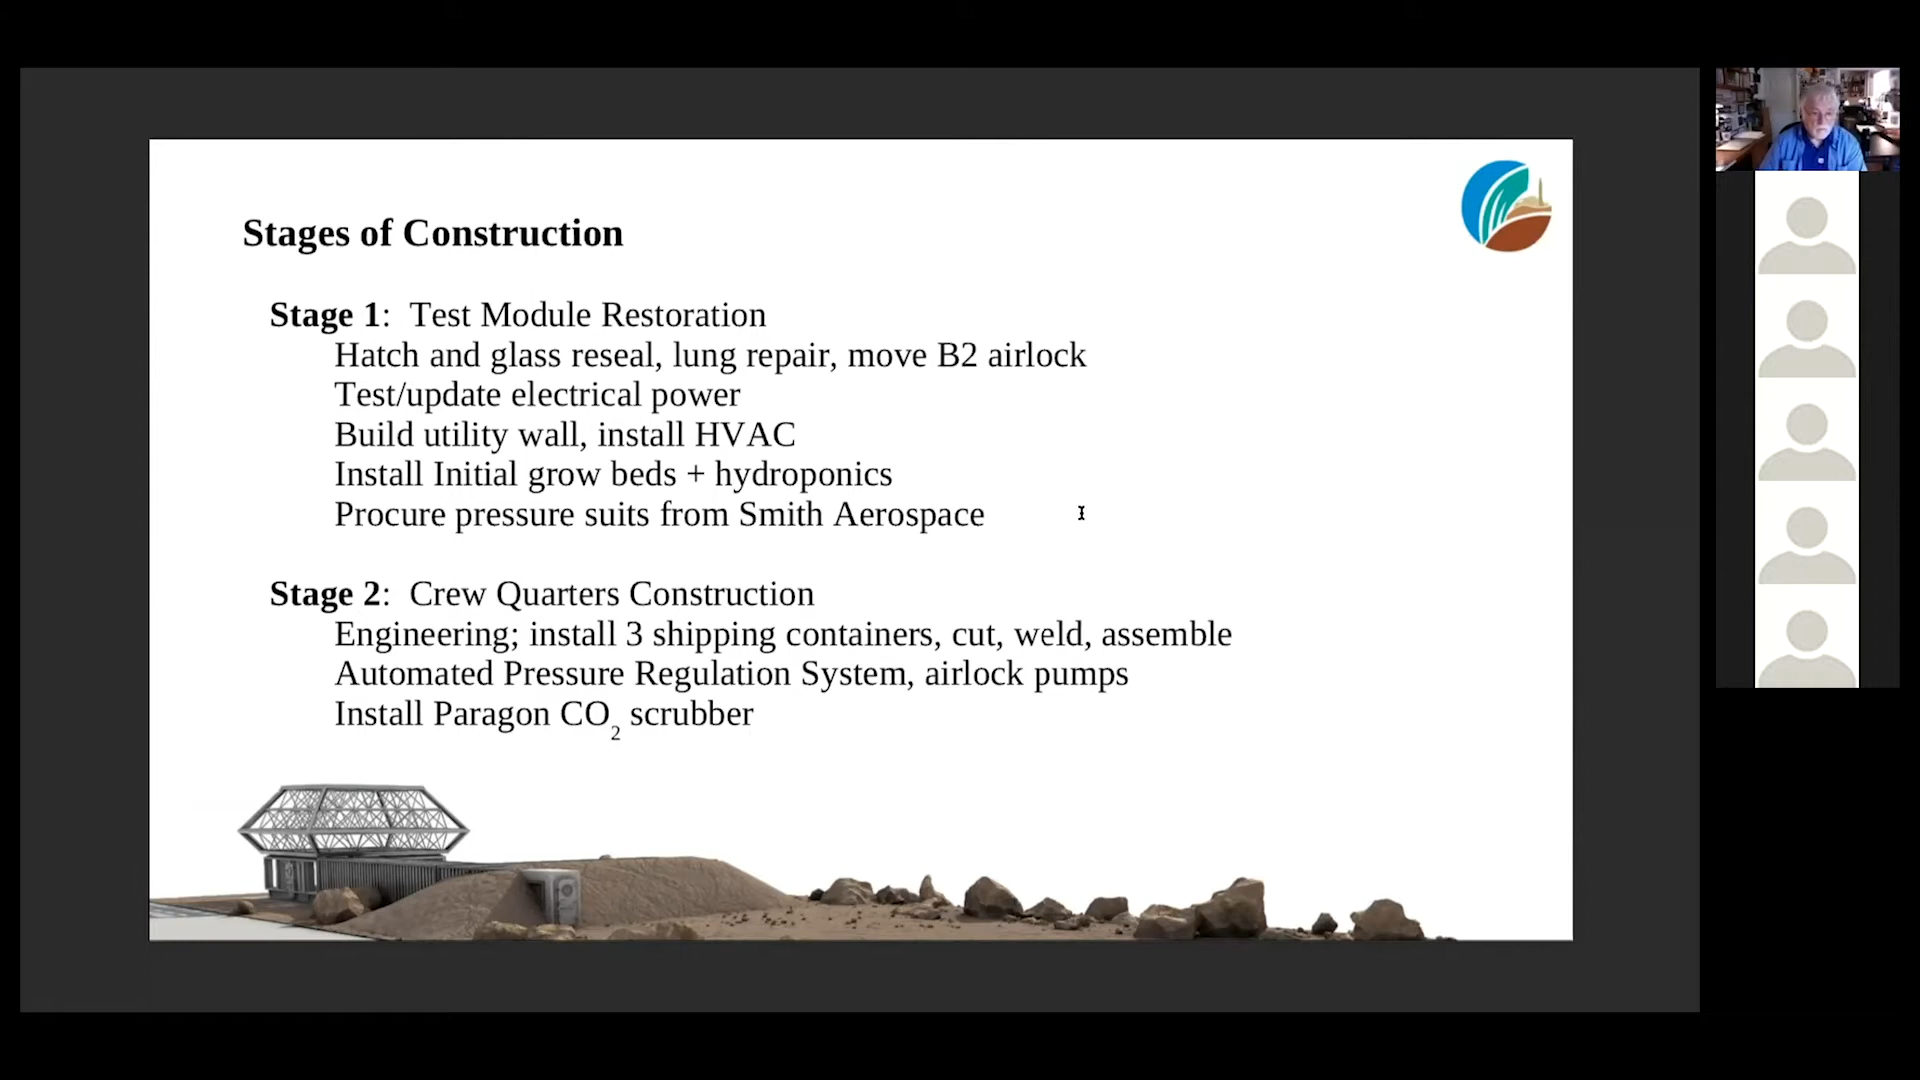 Stages of Construction
Stage 1:  Test Module Restoration
Hatch and glass reseal, lung repair, move B2 airlock
Test/update electrical power
Build utility wall, install HVAC
Install Initial grow beds + hydroponics
Procure pressure suits from Smith Aerospace
Stage 2:  Crew Quarters Construction
Engineering; install 3 shipping containers, cut, weld, assemble
Automated Pressure Regulation System, airlock pumps
Install Paragon CO₂ scrubber